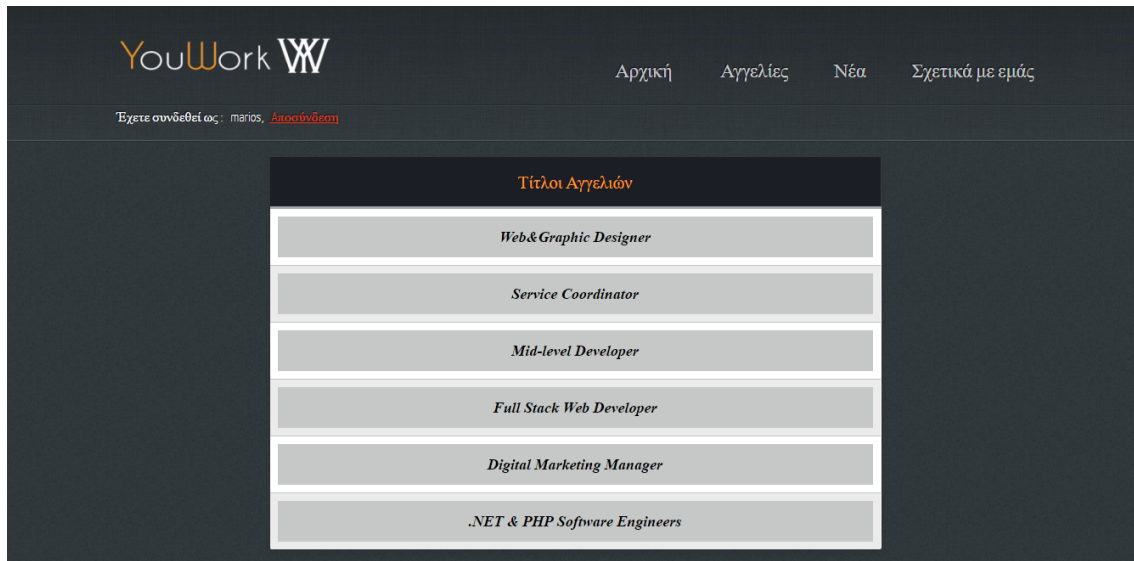 YouWork
Αρχική Αγγελίες Νέα Σχετικά με εμάς
Έχετε συνδεθεί ως : marios, Αποσύνδεση
Τίτλοι Αγγελιών
Web&Graphic Designer
Service Coordinator
Mid-level Developer
Full Stack Web Developer
Digital Marketing Manager
.NET & PHP Software Engineers